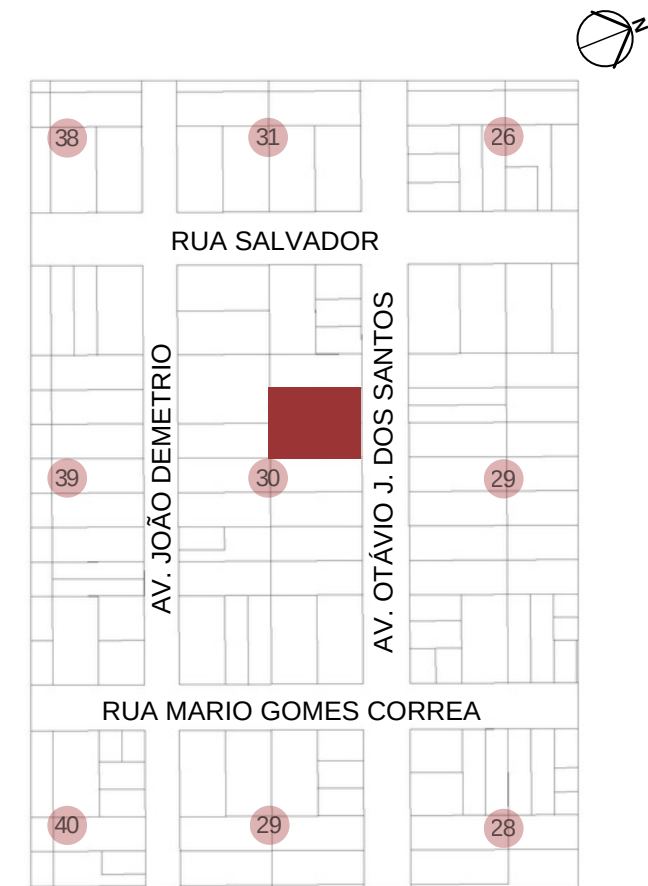 N
38
31
26
RUA SALVADOR
AV. JOÃO DEMETRIO
AV. OTÁVIO J. DOS SANTOS
39
30
29
RUA MARIO GOMES CORREA
40
29
28